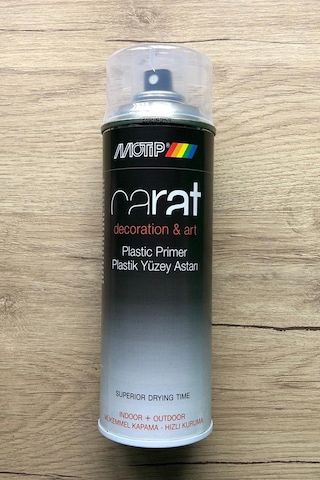 MOTIP
carat
decoration & art
Plastic Primer
Plastik Yüzey Astarı
SUPERIOR DRYING TIME
INDOOR + OUTDOOR
MÜKEMMEL KAPAMA - HIZLI KURUMA